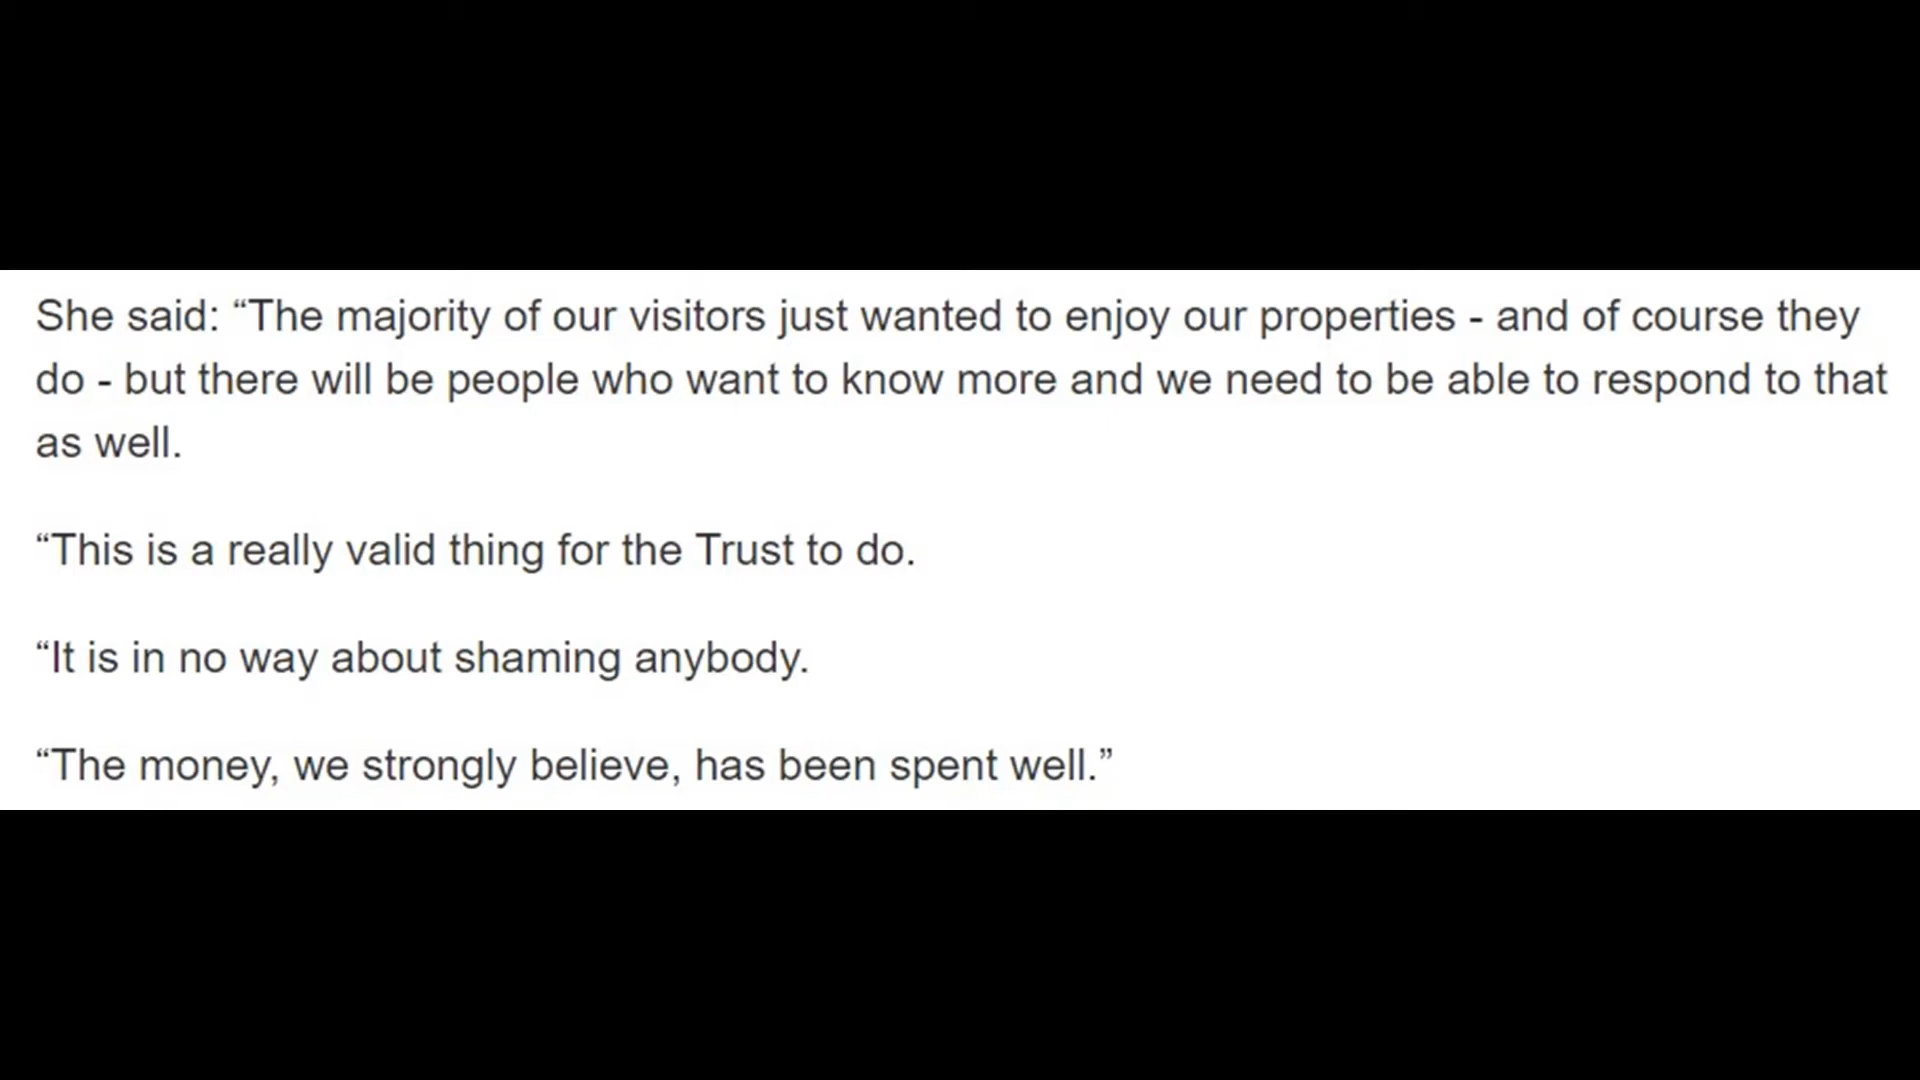 She said: “The majority of our visitors just wanted to enjoy our properties - and of course they
do - but there will be people who want to know more and we need to be able to respond to that
as well.
“This is a really valid thing for the Trust to do.
“It is in no way about shaming anybody.
“The money, we strongly believe, has been spent well.”